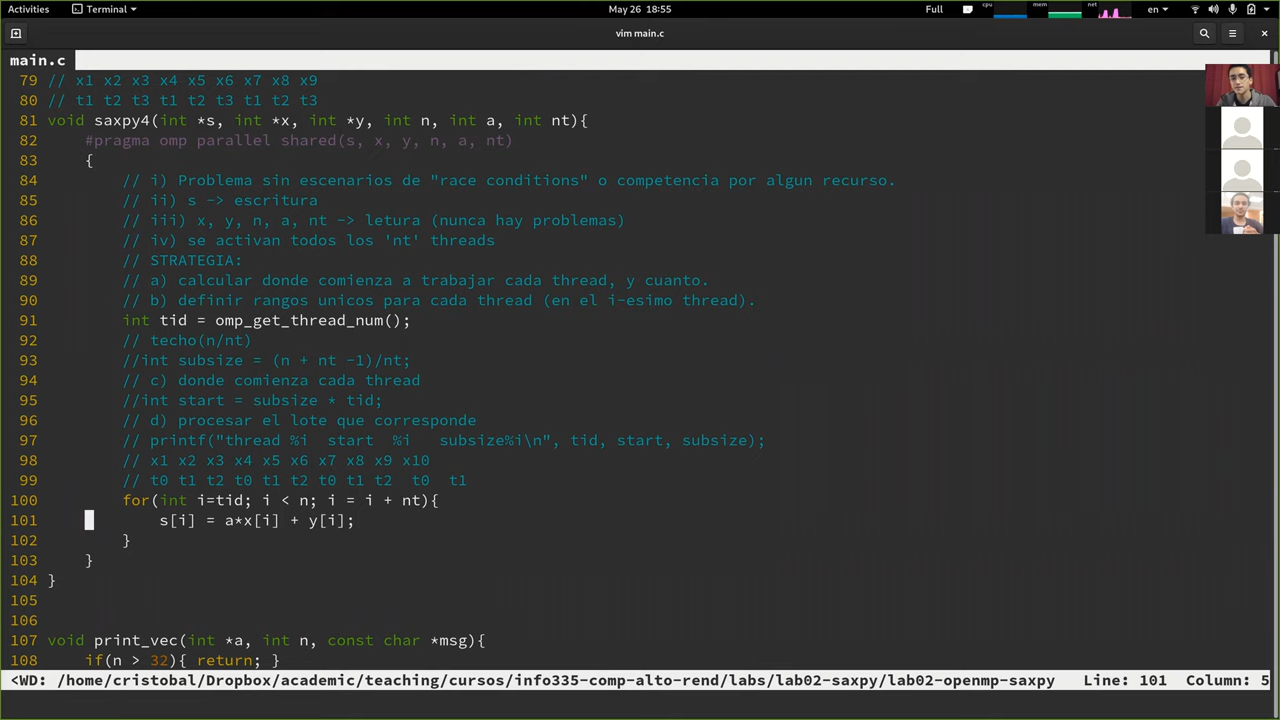 Activities Terminal May 26 18:55 Full cpu mem net en
vim main.c
main.c
79 // x1 x2 x3 x4 x5 x6 x7 x8 x9
80 // t1 t2 t3 t1 t2 t3 t1 t2 t3
81 void saxpy4(int *s, int *x, int *y, int n, int a, int nt){
82 #pragma omp parallel shared(s, x, y, n, a, nt)
83 {
84 // i) Problema sin escenarios de "race conditions" o competencia por algun recurso.
85 // ii) s -> escritura
86 // iii) x, y, n, a, nt -> letura (nunca hay problemas)
87 // iv) se activan todos los 'nt' threads
88 // STRATEGIA:
89 // a) calcular donde comienza a trabajar cada thread, y cuanto.
90 // b) definir rangos unicos para cada thread (en el i-esimo thread).
91 int tid = omp_get_thread_num();
92 // techo(n/nt)
93 //int subsize = (n + nt -1)/nt;
94 // c) donde comienza cada thread
95 //int start = subsize * tid;
96 // d) procesar el lote que corresponde
97 // printf("thread %i  start  %i   subsize%i\n", tid, start, subsize);
98 // x1 x2 x3 x4 x5 x6 x7 x8 x9 x10
99 // t0 t1 t2 t0 t1 t2 t0 t1 t2  t0  t1
100 for(int i=tid; i < n; i = i + nt){
101 s[i] = a*x[i] + y[i];
102 }
103 }
104 }
105
106
107 void print_vec(int *a, int n, const char *msg){
108 if(n > 32){ return; }
<WD: /home/cristobal/Dropbox/academic/teaching/cursos/info335-comp-alto-rend/labs/lab02-saxpy/lab02-openmp-saxpy Line: 101 Column: 5